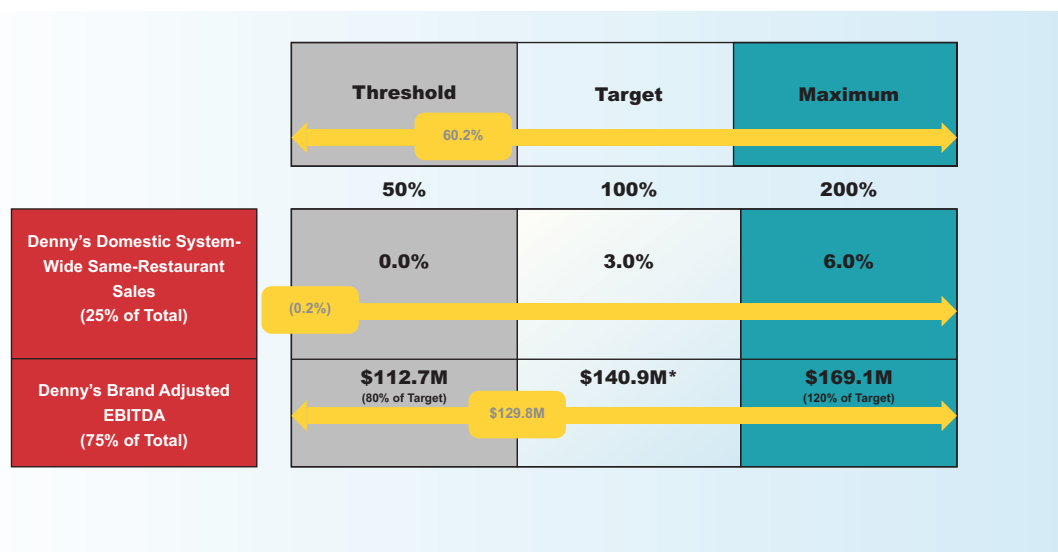 Threshold
Target
Maximum
60.2%
50%
100%
200%
Denny’s Domestic System-
Wide Same-Restaurant
Sales
(25% of Total)
0.0%
3.0%
6.0%
(0.2%)
Denny’s Brand Adjusted
EBITDA
(75% of Total)
$112.7M
(80% of Target)
$140.9M*
$169.1M
(120% of Target)
$129.8M